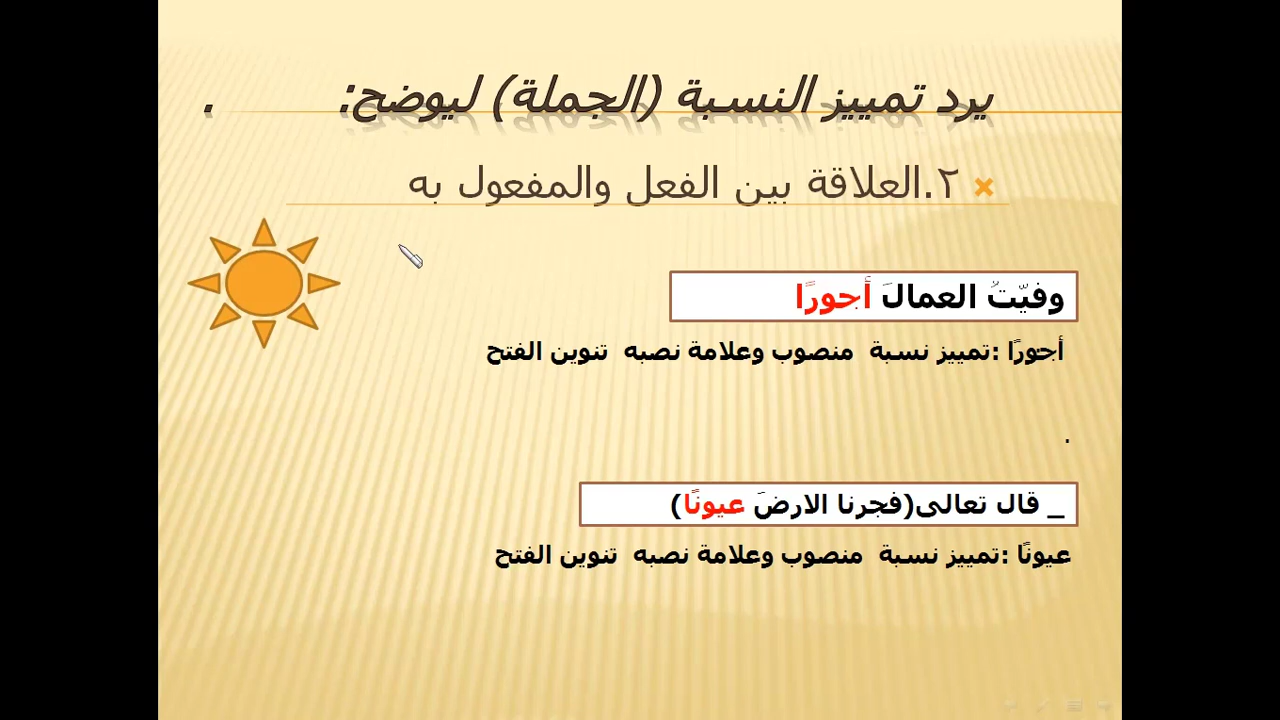 يرد تمييز النسبة (الجملة) ليوضح: .
٢.العلاقة بين الفعل والمفعول به
وفيّتُ العمالَ أجورًا
أجورًا :تمييز نسبة منصوب وعلامة نصبه تنوين الفتح
.
_ قال تعالى(فجرنا الارضَ عيونًا)
عيونًا :تمييز نسبة منصوب وعلامة نصبه تنوين الفتح